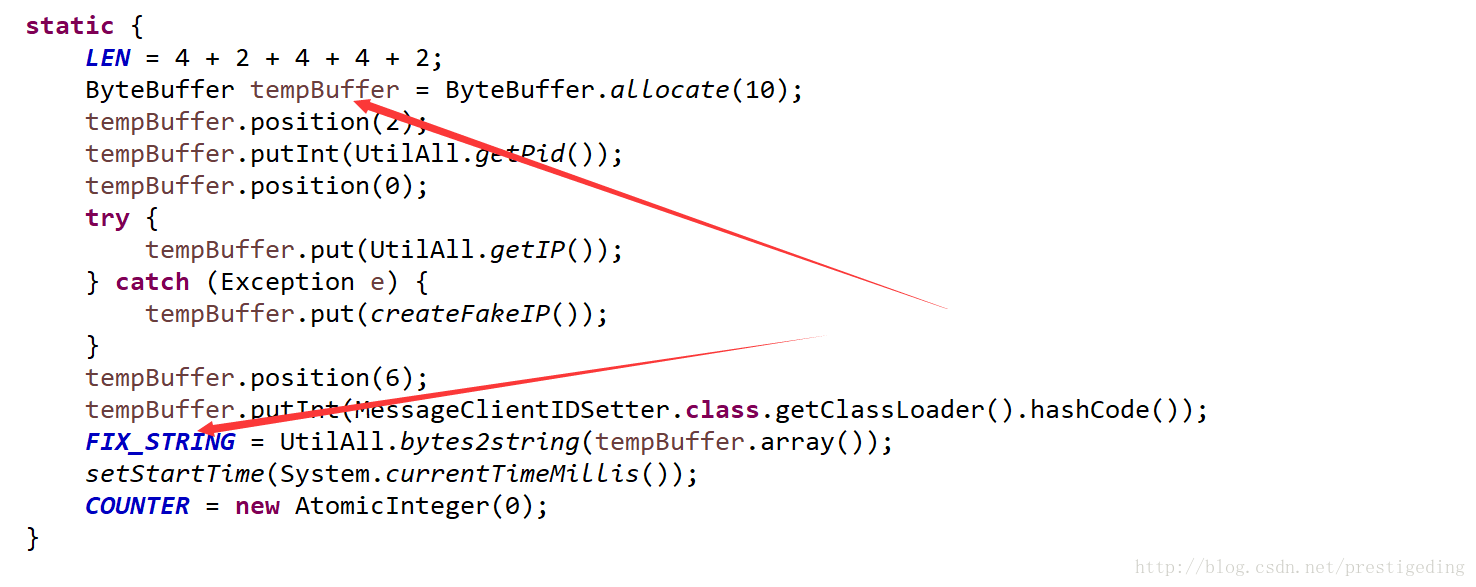 static {
    LEN = 4 + 2 + 4 + 4 + 2;
    ByteBuffer tempBuffer = ByteBuffer.allocate(10);
    tempBuffer.position(2);
    tempBuffer.putInt(UtilAll.getPid());
    tempBuffer.position(0);
    try {
        tempBuffer.put(UtilAll.getIP());
    } catch (Exception e) {
        tempBuffer.put(createFakeIP());
    }
    tempBuffer.position(6);
    tempBuffer.putInt(MessageClientIDSetter.class.getClassLoader().hashCode());
    FIX_STRING = UtilAll.bytes2string(tempBuffer.array());
    setStartTime(System.currentTimeMillis());
    COUNTER = new AtomicInteger(0);
}
http://blog.csdn.net/prestigeding